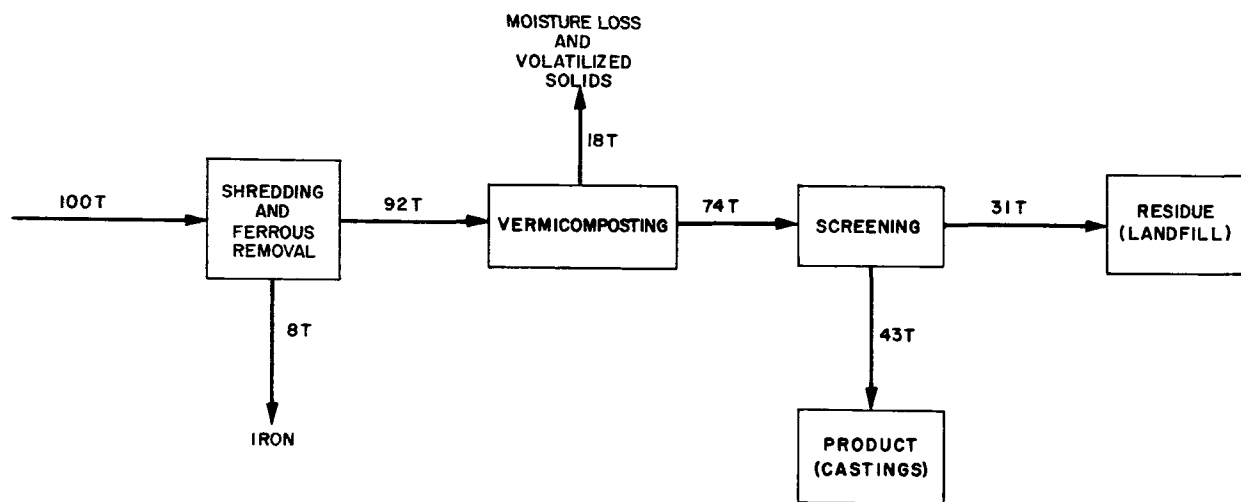 MOISTURE LOSS
AND
VOLATILIZED
SOLIDS
18T
100T
SHREDDING
AND
FERROUS
REMOVAL
92T
VERMICOMPOSTING
74T
SCREENING
31T
RESIDUE
(LANDFILL)
8T
43T
IRON
PRODUCT
(CASTINGS)